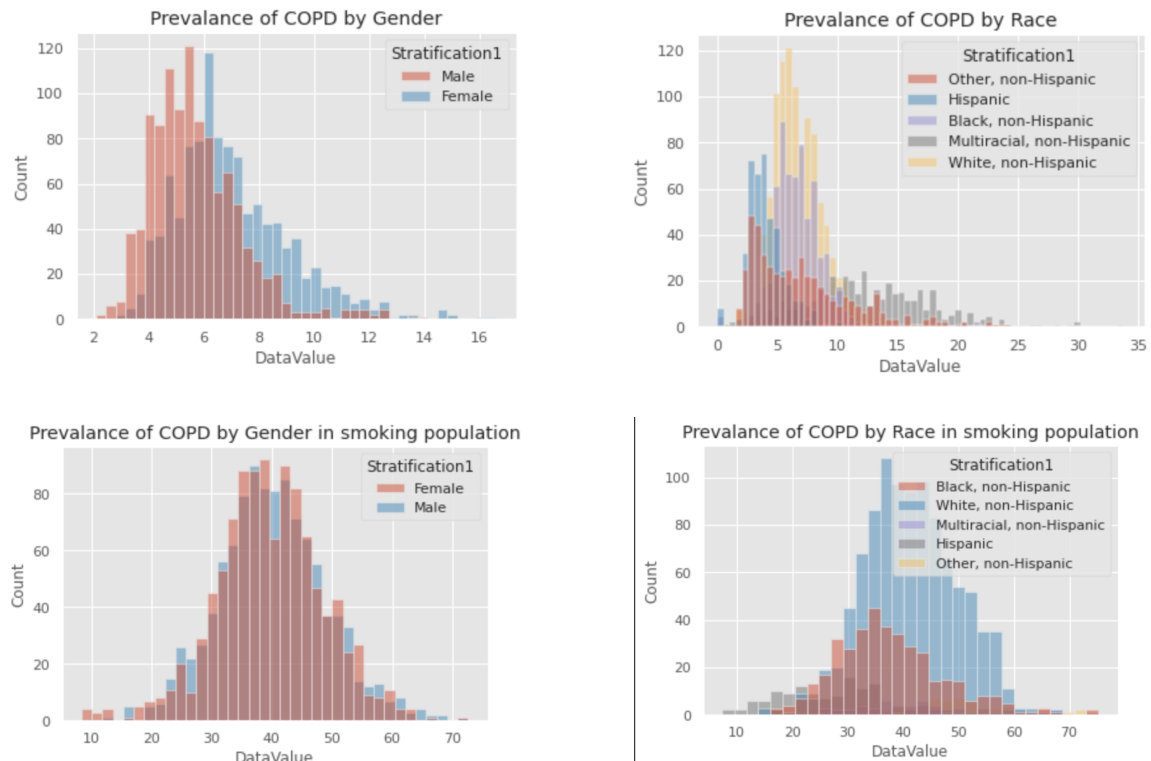 Prevalance of COPD by Gender
120
100
80
60
40
20
0
Count
Stratification1
Male
Female
2 4 6 8 10 12 14 16
DataValue
Prevalance of COPD by Race
120
100
80
60
40
20
0
Count
Stratification1
Other, non-Hispanic
Hispanic
Black, non-Hispanic
Multiracial, non-Hispanic
White, non-Hispanic
0 5 10 15 20 25 30 35
DataValue
Prevalance of COPD by Gender in smoking population
80
60
40
20
0
Count
Stratification1
Female
Male
10 20 30 40 50 60 70
DataValue
Prevalance of COPD by Race in smoking population
100
80
60
40
20
0
Count
Stratification1
Black, non-Hispanic
White, non-Hispanic
Multiracial, non-Hispanic
Hispanic
Other, non-Hispanic
10 20 30 40 50 60 70
DataValue